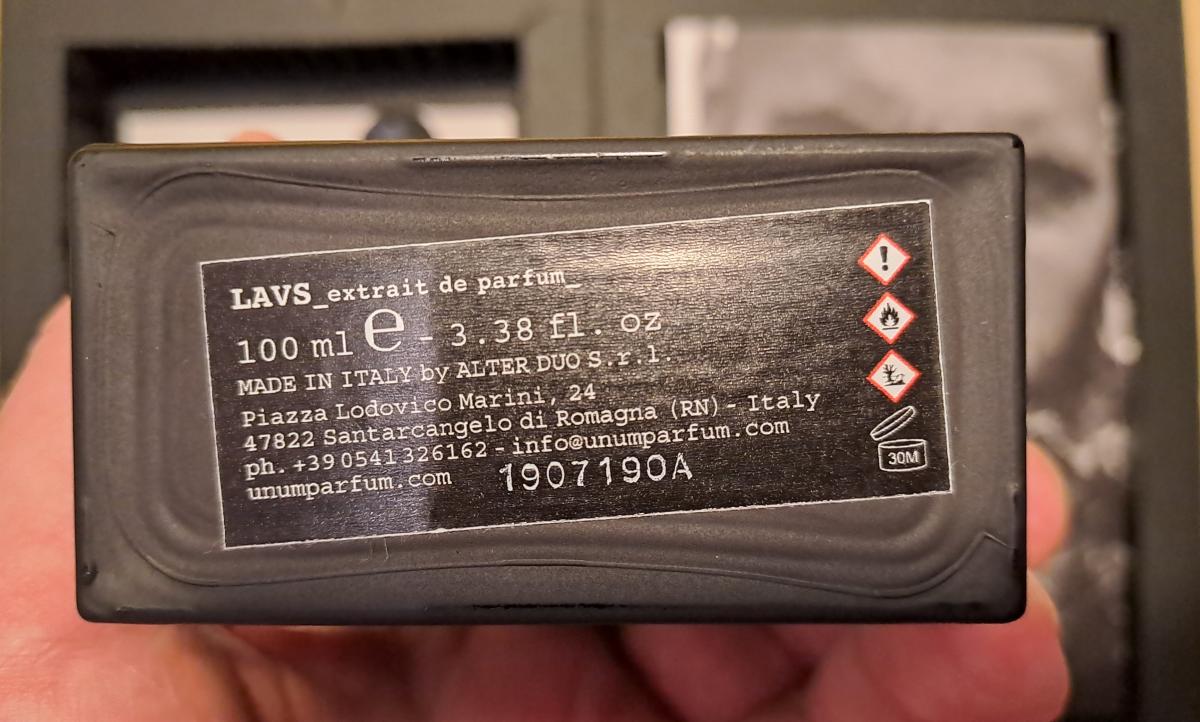 LAVS_extrait de parfum_
100 ml e - 3.38 fl. oz
MADE IN ITALY by ALTER DUO S.r.l.
Piazza Lodovico Marini, 24
47822 Santarcangelo di Romagna (RN) - Italy
ph. +39 0541 326162 - info@unumparfum.com
unumparfum.com 1907190A
30M